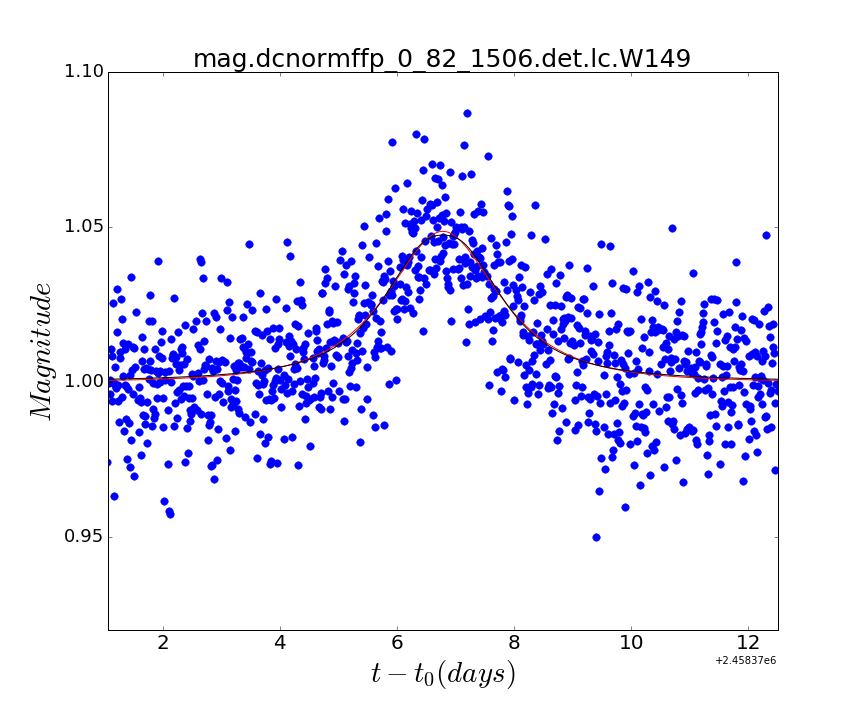 mag.dcnormffp_0_82_1506.det.lc.W149
1.10
1.05
1.00
0.95
Magnitude
2 4 6 8 10 12
+2.45837e6
t − t₀(days)